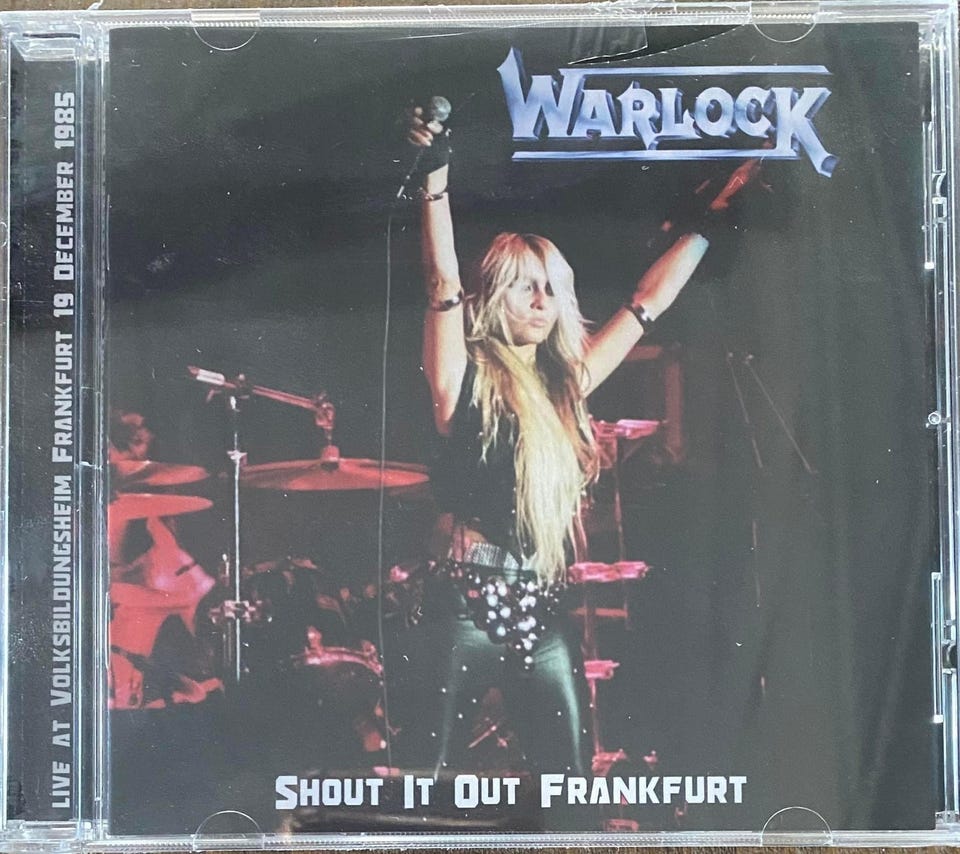 WARLOCK
LIVE AT VOLKSBILDUNGSHEIM FRANKFURT 19 DECEMBER 1985
SHOUT IT OUT FRANKFURT